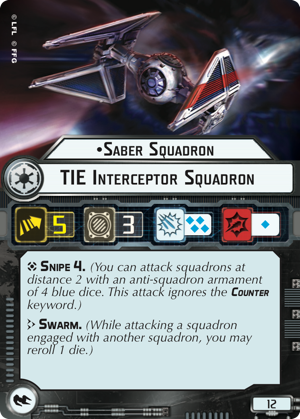 © LFL © FFG
•Saber Squadron
TIE Interceptor Squadron
5 3
Snipe 4. (You can attack squadrons at
distance 2 with an anti-squadron armament
of 4 blue dice. This attack ignores the Counter
keyword.)
Swarm. (While attacking a squadron
engaged with another squadron, you may
reroll 1 die.)
12